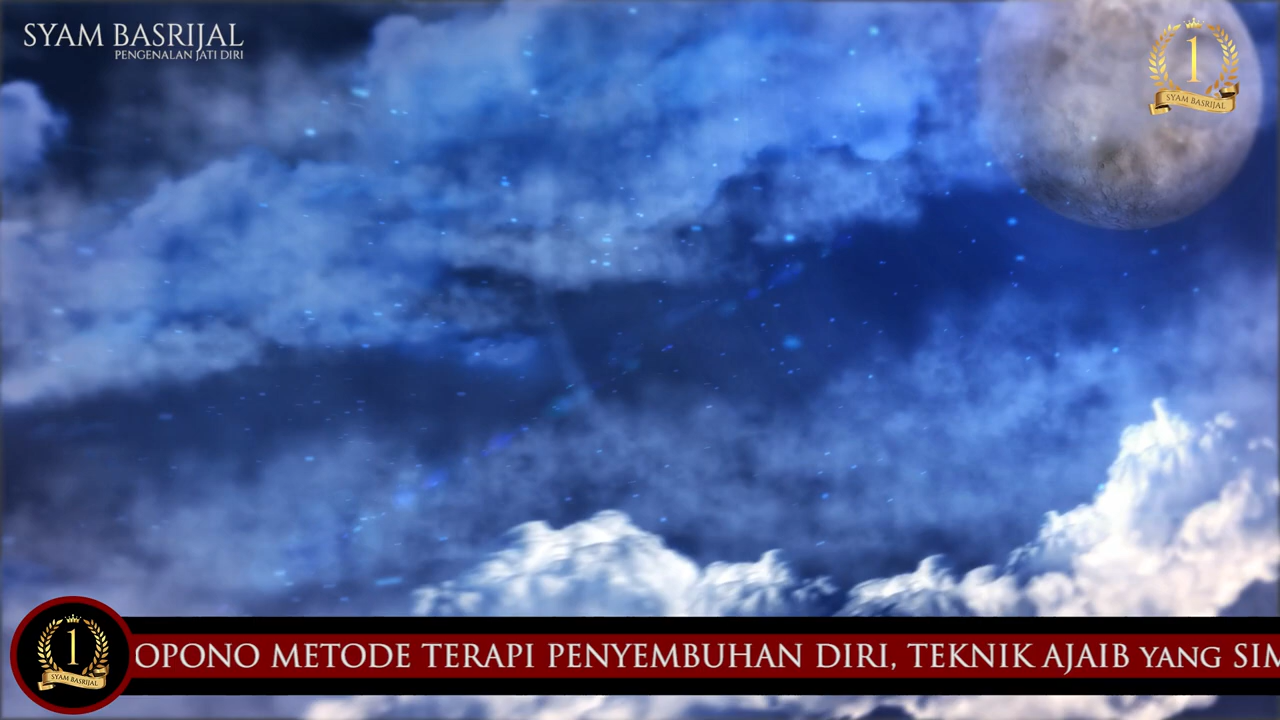 SYAM BASRIJAL
PENGENALAN JATI DIRI
1
SYAM BASRIJAL
1
SYAM BASRIJAL
OPONO METODE TERAPI PENYEMBUHAN DIRI, TEKNIK AJAIB YANG SIM